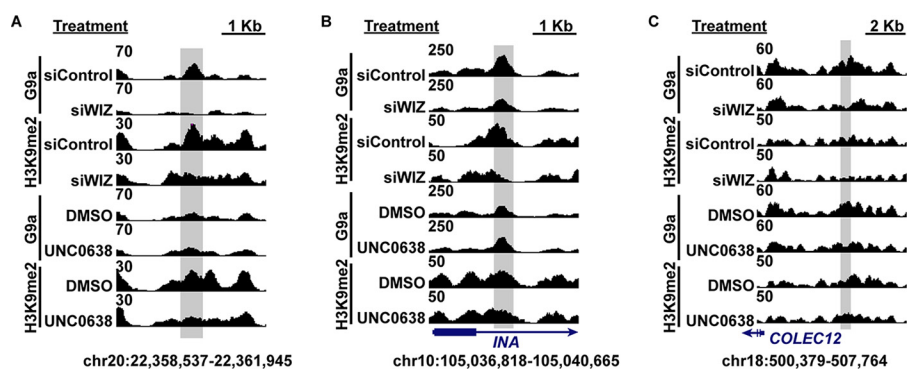 A
Treatment
1 Kb
G9a
70
siControl
70
siWIZ
H3K9me2
30
siControl
30
siWIZ
G9a
70
DMSO
70
UNC0638
H3K9me2
30
DMSO
30
UNC0638
chr20:22,358,537-22,361,945
B
Treatment
1 Kb
G9a
250
siControl
250
siWIZ
H3K9me2
50
siControl
50
siWIZ
G9a
250
DMSO
250
UNC0638
H3K9me2
50
DMSO
50
UNC0638
INA
chr10:105,036,818-105,040,665
C
Treatment
2 Kb
G9a
60
siControl
60
siWIZ
H3K9me2
50
siControl
50
siWIZ
G9a
60
DMSO
60
UNC0638
H3K9me2
50
DMSO
50
UNC0638
COLEC12
chr18:500,379-507,764